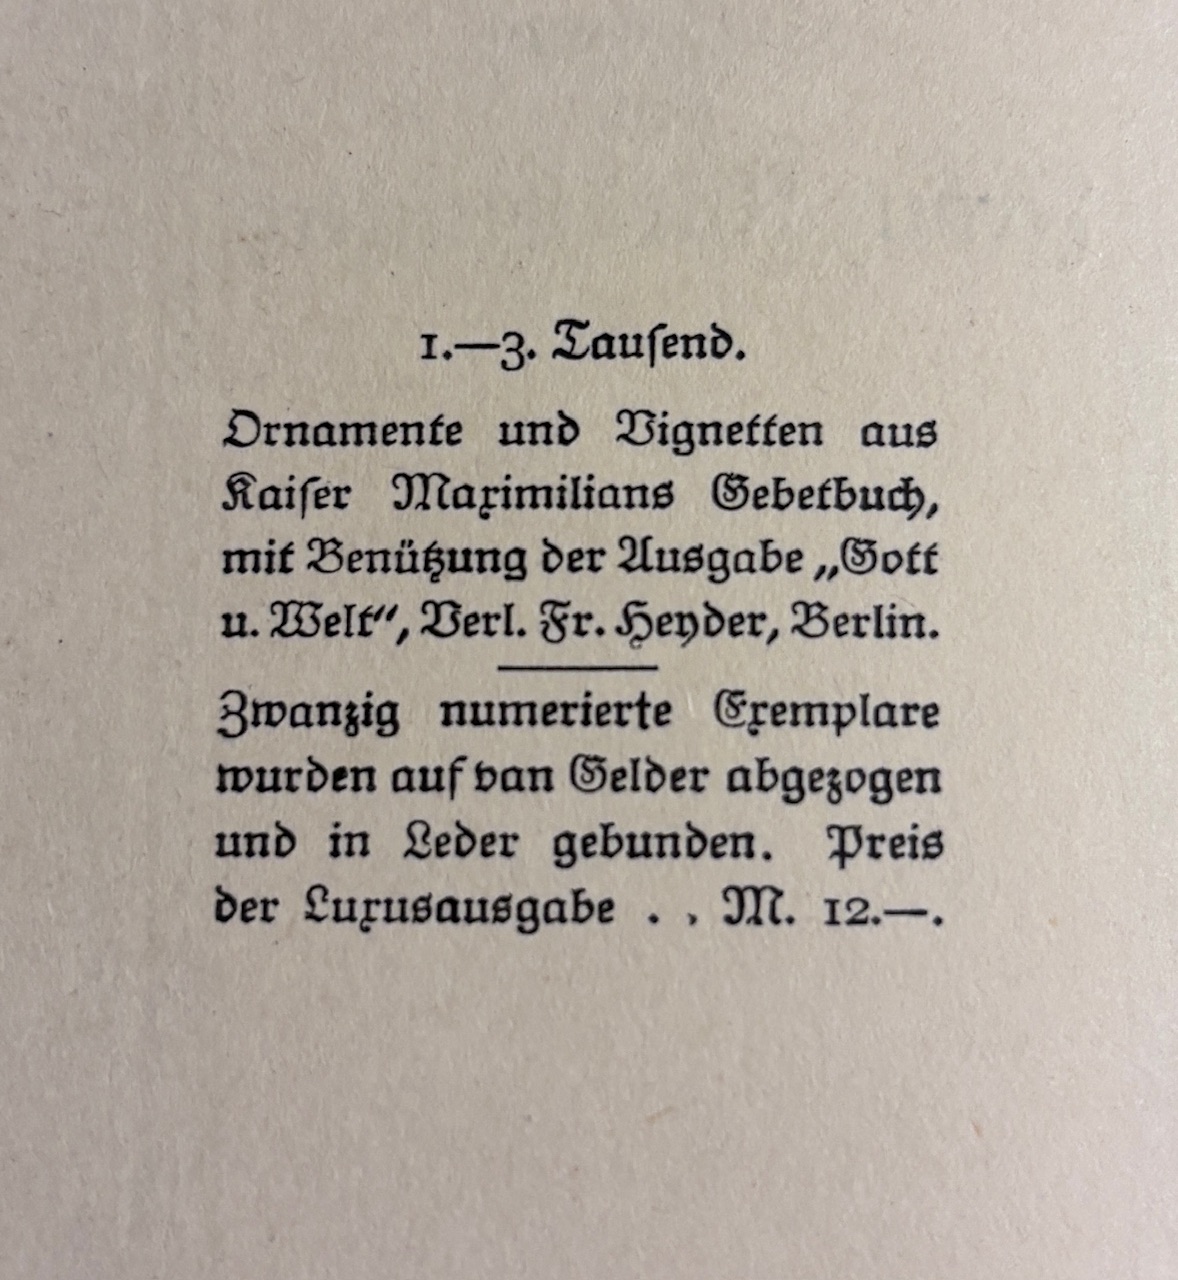 1.—3. Tauſend.
Ornamente und Vignetten aus
Kaiſer Maximilians Gebetbuch,
mit Benützung der Ausgabe „Gott
u. Welt“, Verl. Fr. Heyder, Berlin.
Zwanzig numerierte Exemplare
wurden auf van Gelder abgezogen
und in Leder gebunden. Preis
der Luxusausgabe . . M. 12.—.